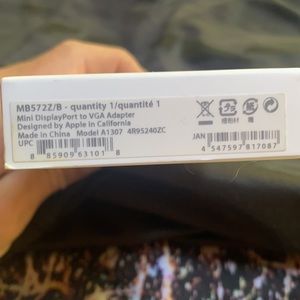 MB572Z/B - quantity 1/quantité 1
Mini DisplayPort to VGA Adapter
Designed by Apple in California
Made in China Model A1307 4R95240ZC
UPC
8 85909 63101 8
JAN
4 547597 817087